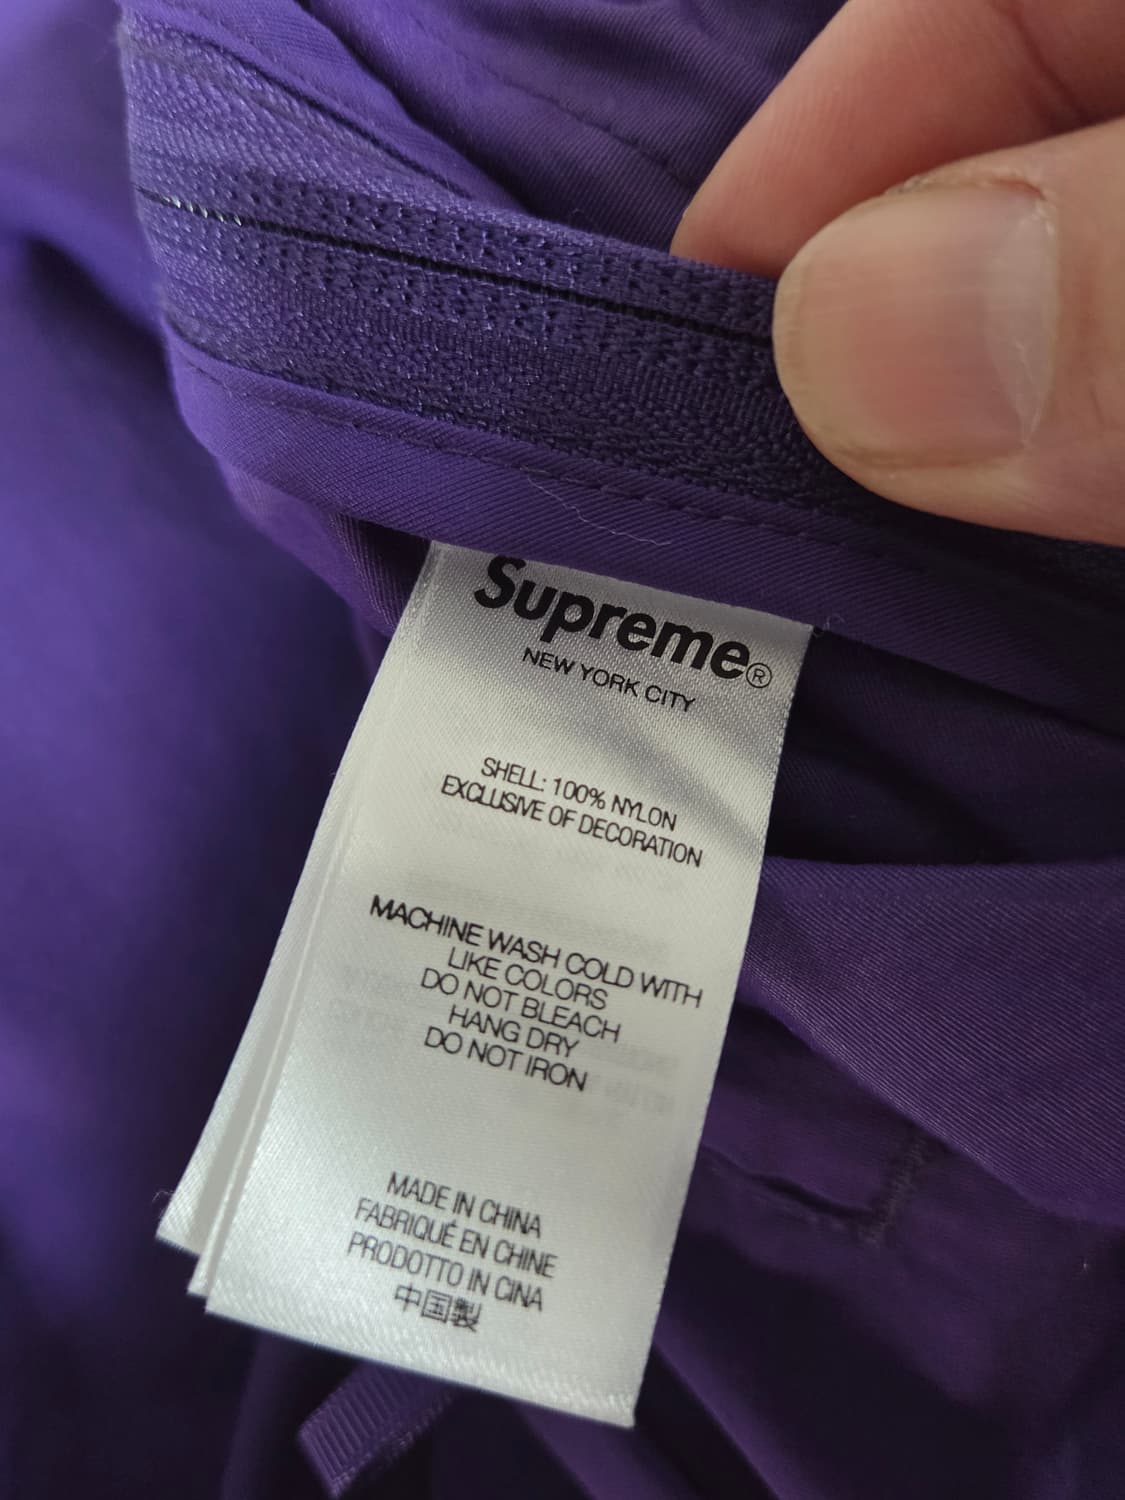 Supreme®
NEW YORK CITY
SHELL: 100% NYLON
EXCLUSIVE OF DECORATION
MACHINE WASH COLD WITH
LIKE COLORS
DO NOT BLEACH
HANG DRY
DO NOT IRON
MADE IN CHINA
FABRIQUÉ EN CHINE
PRODOTTO IN CINA
中国製